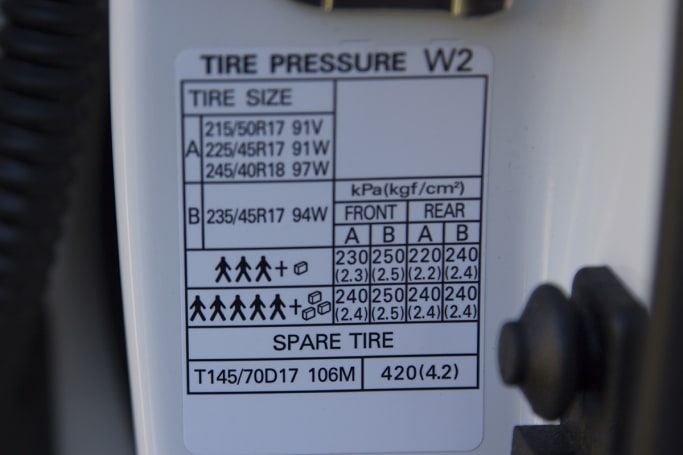 TIRE PRESSURE W2
TIRE SIZE
A
215/50R17 91V
225/45R17 91W
245/40R18 97W
B 235/45R17 94W
kPa(kgf/cm²)
FRONT REAR
A B A B
+ 230 250 220 240
(2.3) (2.5) (2.2) (2.4)
+ 240 250 240 240
(2.4) (2.5) (2.4) (2.4)
SPARE TIRE
T145/70D17 106M 420(4.2)